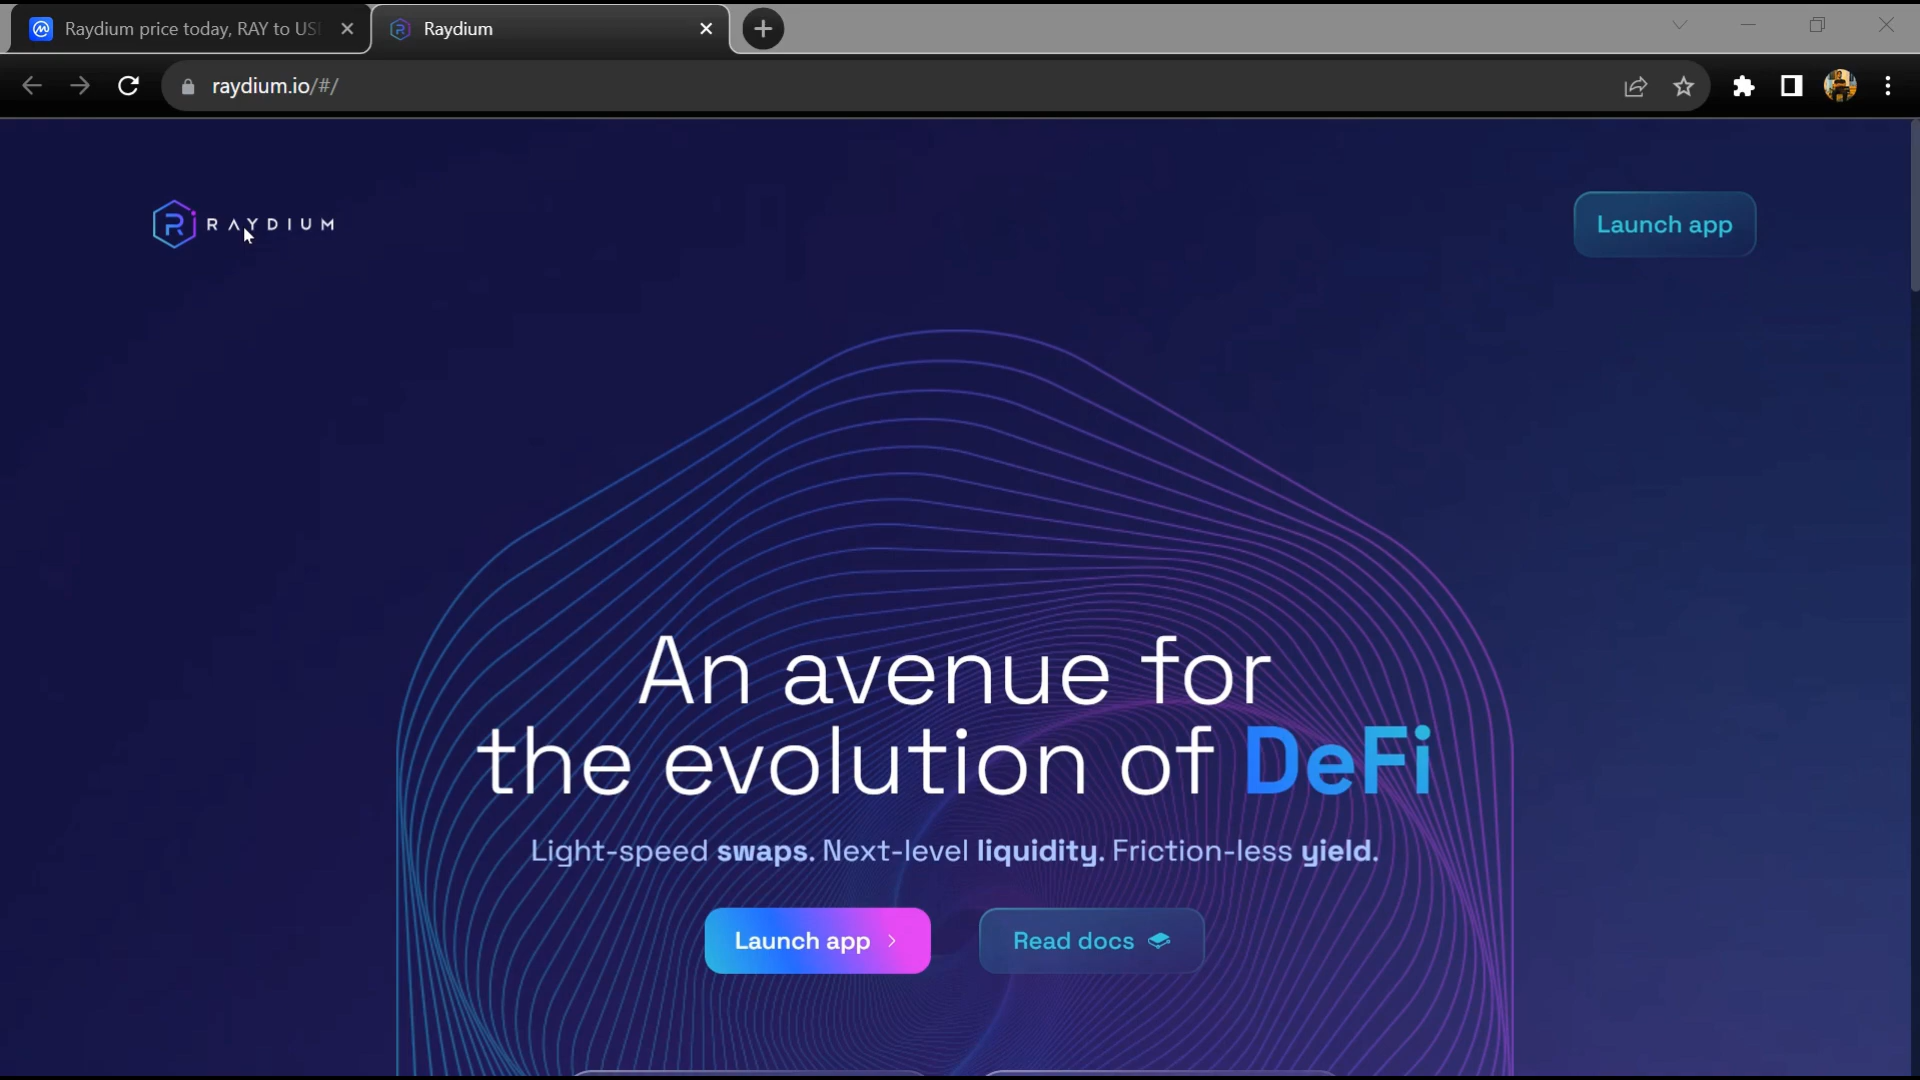 Raydium price today, RAY to US
Raydium
raydium.io/#/
RAYDIUM
Launch app
An avenue for
the evolution of DeFi
Light-speed swaps. Next-level liquidity. Friction-less yield.
Launch app
Read docs